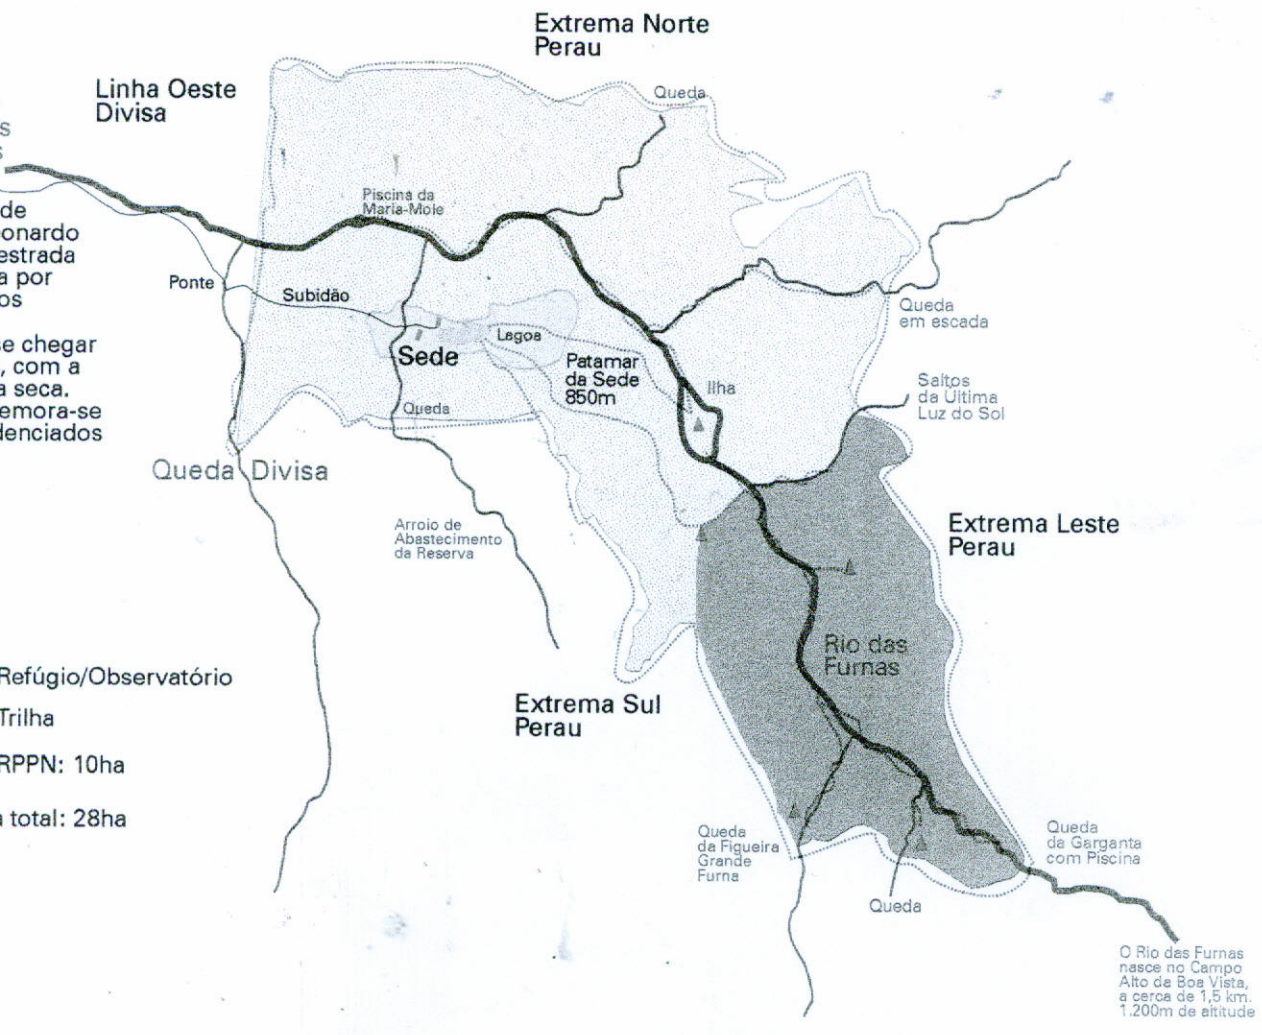 Extrema Norte
Perau
Linha Oeste
Divisa
Queda
s
s
Piscina da
Maria-Mole
de
eonardo
estrada
a por
os
Ponte
Subidão
Queda
em escada
se chegar
, com a
a seca.
emora-se
denciados
Lagoa
Sede
Patamar
da Sede
850m
Ilha
Saltos
da Última
Luz do Sol
Queda
Queda Divisa
Arroio de
Abastecimento
da Reserva
Extrema Leste
Perau
Rio das
Furnas
Refúgio/Observatório
Trilha
RPPN: 10ha
a total: 28ha
Extrema Sul
Perau
Queda
da Figueira
Grande
Furna
Queda
da Garganta
com Piscina
Queda
O Rio das Furnas
nasce no Campo
Alto da Boa Vista,
a cerca de 1,5 km.
1.200m de altitude